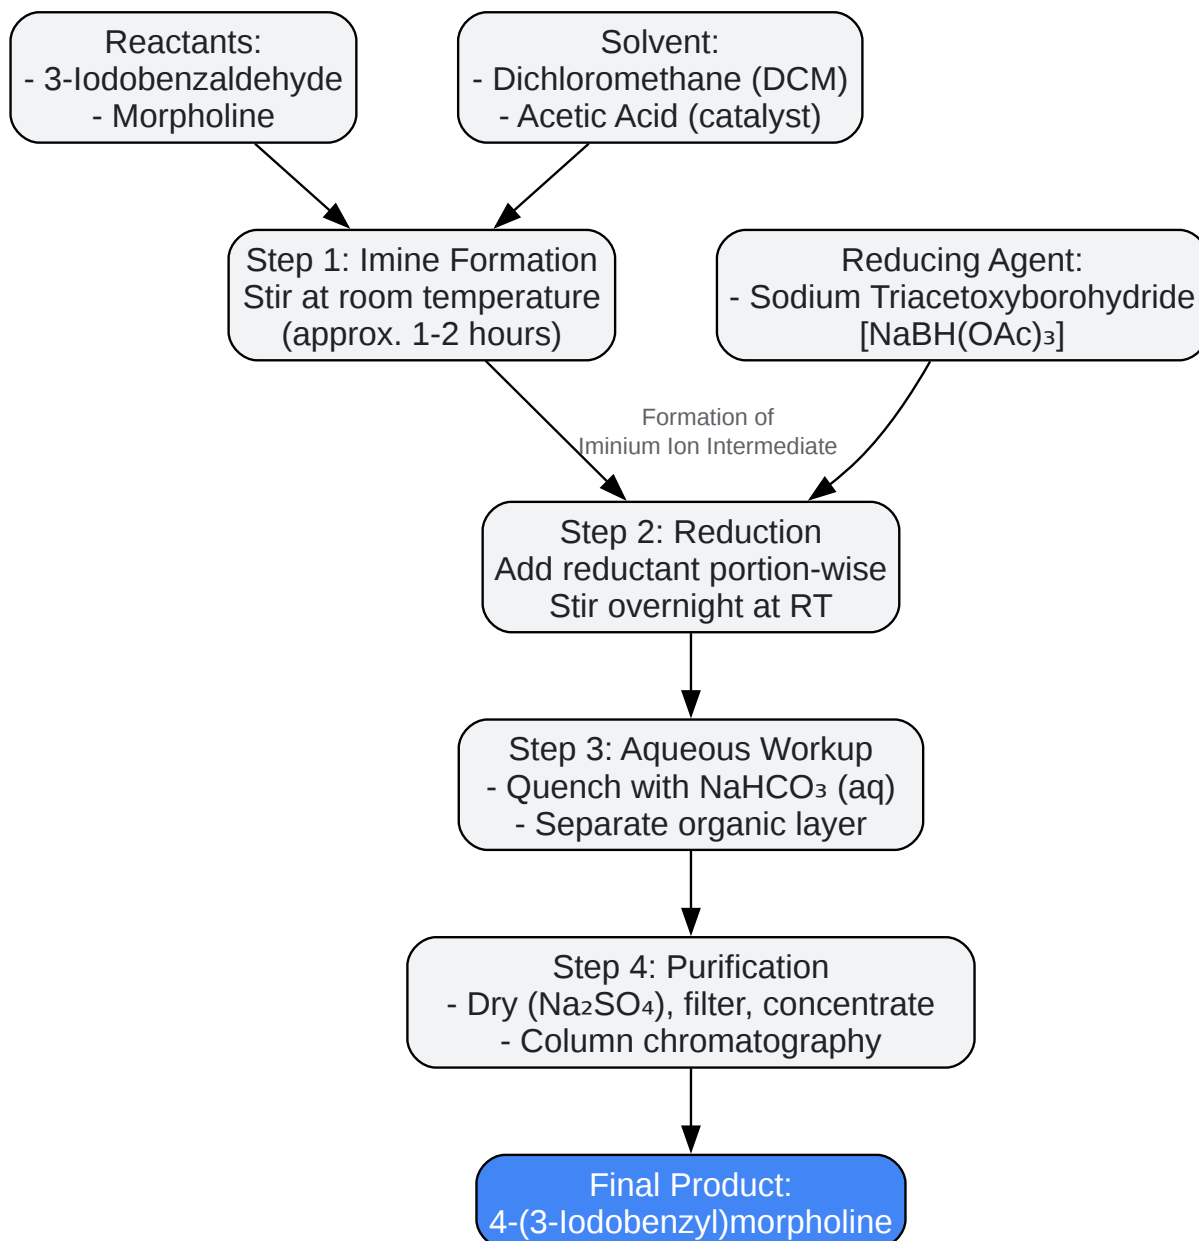 Reactants:
- 3-Iodobenzaldehyde
- Morpholine
Solvent:
- Dichloromethane (DCM)
- Acetic Acid (catalyst)
Step 1: Imine Formation
Stir at room temperature
(approx. 1-2 hours)
Reducing Agent:
- Sodium Triacetoxyborohydride
[NaBH(OAc)₃]
Formation of
Iminium Ion Intermediate
Step 2: Reduction
Add reductant portion-wise
Stir overnight at RT
Step 3: Aqueous Workup
- Quench with NaHCO₃ (aq)
- Separate organic layer
Step 4: Purification
- Dry (Na₂SO₄), filter, concentrate
- Column chromatography
Final Product:
4-(3-Iodobenzyl)morpholine